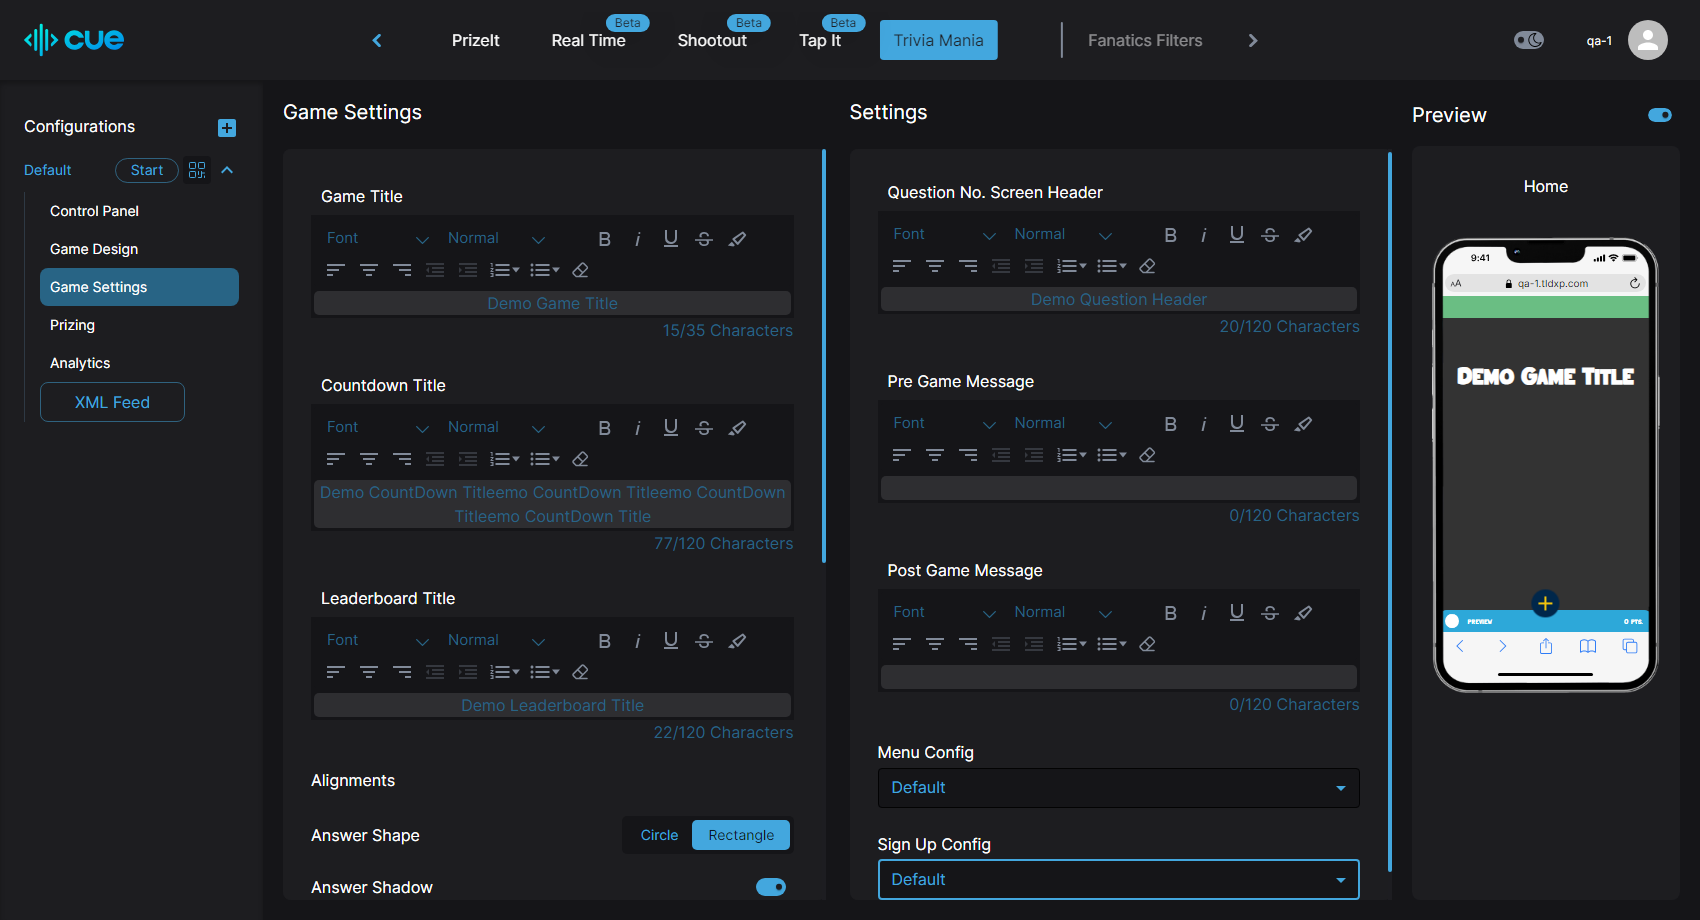 cue
PrizeIt
Real Time
Beta
Shootout
Beta
Tap It
Beta
Trivia Mania
Fanatics Filters
qa-1
Configurations
Default
Start
Control Panel
Game Design
Game Settings
Prizing
Analytics
XML Feed
Game Settings
Game Title
Font
Normal
B i U S
Demo Game Title
15/35 Characters
Countdown Title
Font
Normal
B i U S
Demo CountDown Titleemo CountDown Titleemo CountDown
Titleemo CountDown Title
77/120 Characters
Leaderboard Title
Font
Normal
B i U S
Demo Leaderboard Title
22/120 Characters
Alignments
Answer Shape
Circle
Rectangle
Answer Shadow
Settings
Question No. Screen Header
Font
Normal
B i U S
Demo Question Header
20/120 Characters
Pre Game Message
Font
Normal
B i U S
0/120 Characters
Post Game Message
Font
Normal
B i U S
0/120 Characters
Menu Config
Default
Sign Up Config
Default
Preview
Home
9:41
AA
qa-1.tldxp.com
Demo Game Title
PREVIEW
0 PTS.